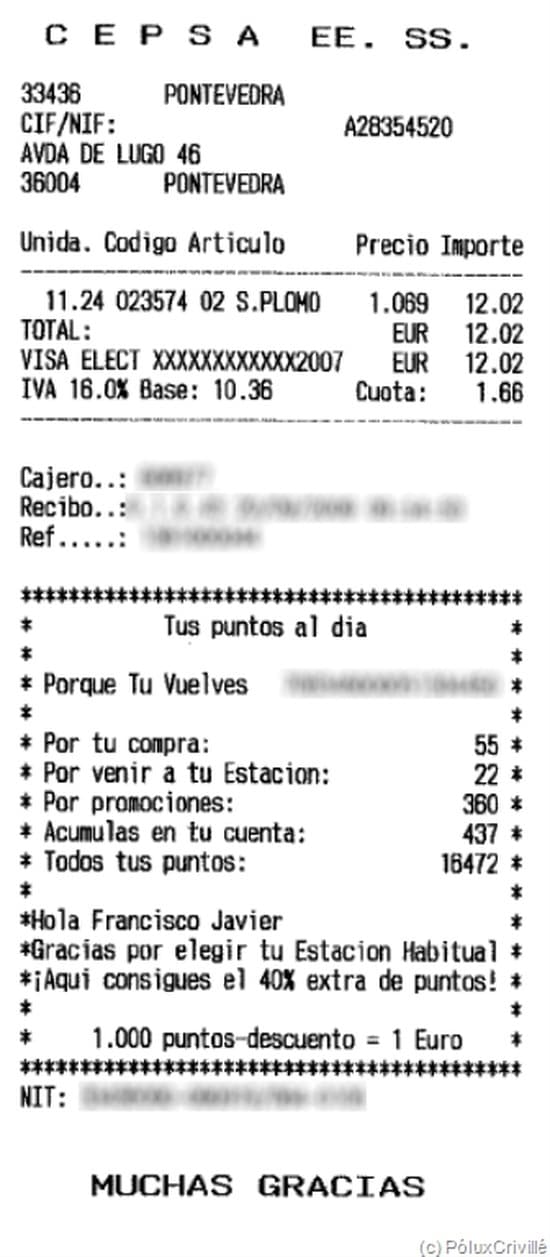 C E P S A EE. SS.
33436 PONTEVEDRA
CIF/NIF: A28354520
AVDA DE LUGO 46
36004 PONTEVEDRA
Unida. Codigo Articulo Precio Importe
11.24 023574 02 S.PLOMO 1.069 12.02
TOTAL: EUR 12.02
VISA ELECT XXXXXXXXXXXX2007 EUR 12.02
IVA 16.0% Base: 10.36 Cuota: 1.66
Cajero..:
Recibo..:
Ref.....:
******************************************
* Tus puntos al dia *
* *
* Porque Tu Vuelves *
* *
* Por tu compra: 55 *
* Por venir a tu Estacion: 22 *
* Por promociones: 360 *
* Acumulas en tu cuenta: 437 *
* Todos tus puntos: 16472 *
* *
*Hola Francisco Javier *
*Gracias por elegir tu Estacion Habitual *
*¡Aqui consigues el 40% extra de puntos! *
* *
* 1.000 puntos-descuento = 1 Euro *
******************************************
NIT:
MUCHAS GRACIAS
(c) PóluxCrivillé